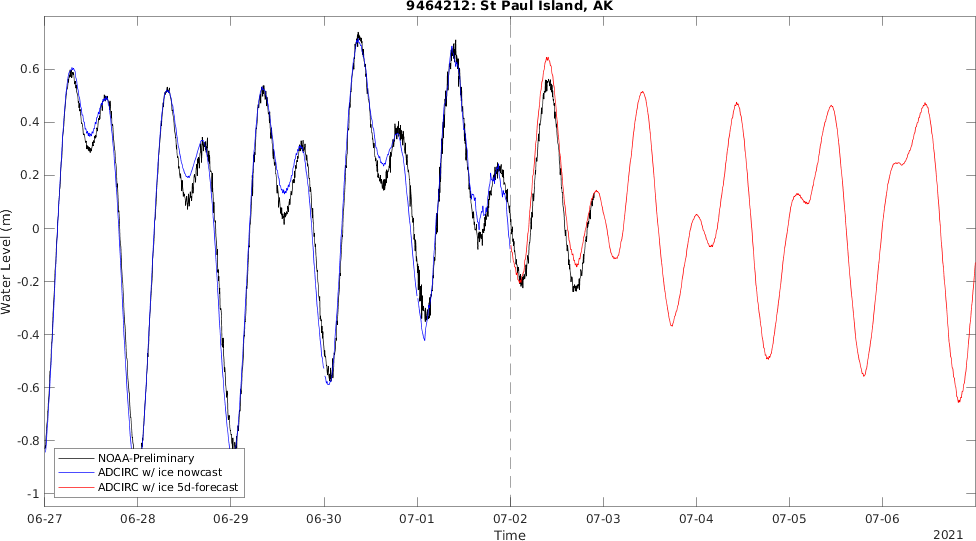 9464212: St Paul Island, AK
0.6
0.4
0.2
0
-0.2
-0.4
-0.6
-0.8
-1
Water Level (m)
NOAA-Preliminary
ADCIRC w/ ice nowcast
ADCIRC w/ ice 5d-forecast
06-27 06-28 06-29 06-30 07-01 07-02 07-03 07-04 07-05 07-06
Time
2021